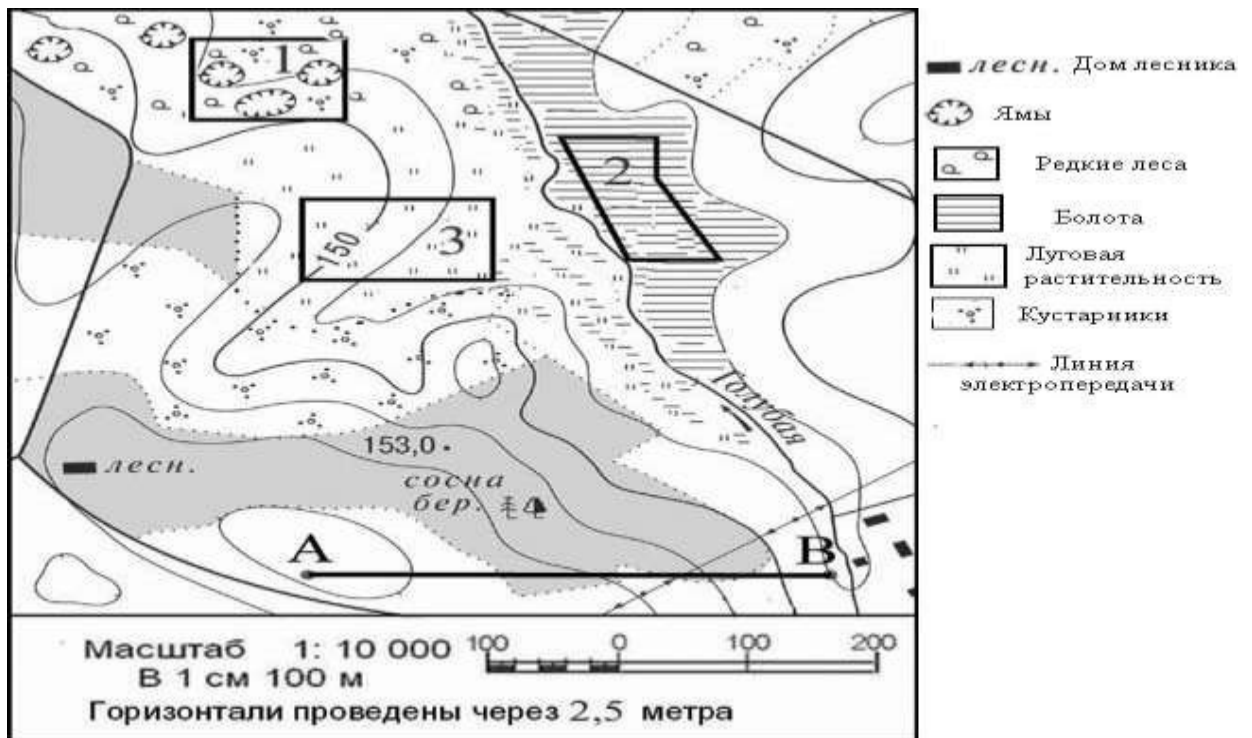 1
2
3
150
Голубая
153,0
лесн.
сосна
бер.
А
В
Масштаб 1: 10 000
В 1 см 100 м
100 0 100 200
Горизонтали проведены через 2,5 метра
лесн. Дом лесника
Ямы
Редкие леса
Болота
Луговая
растительность
Кустарники
Линия
электропередачи